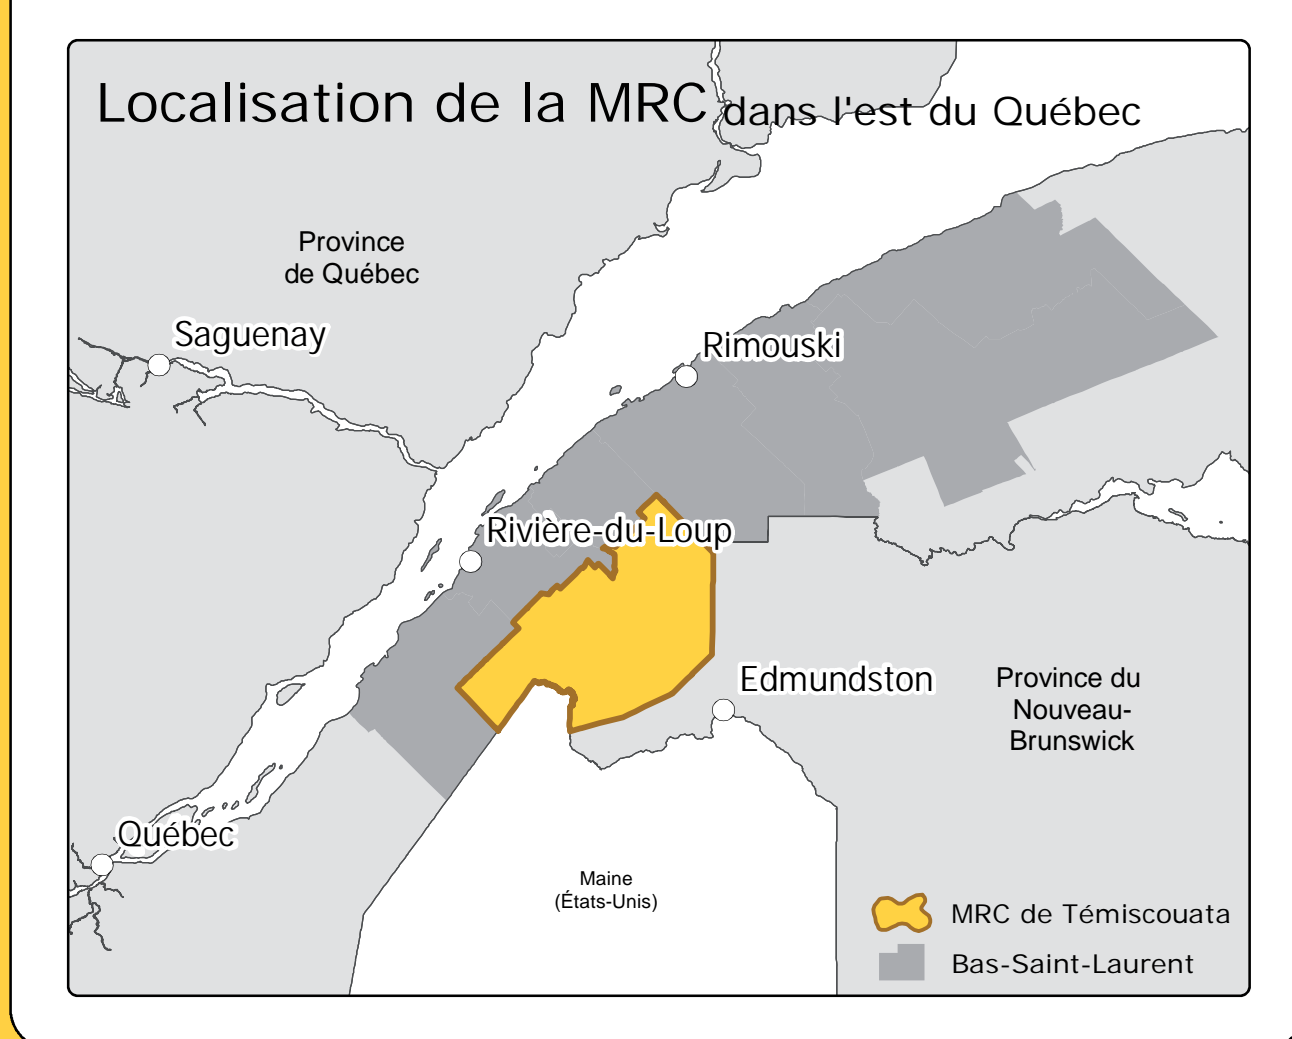 Localisation de la MRC dans l'est du Québec
Province
de Québec
Saguenay
Rimouski
Rivière-du-Loup
Edmundston
Province du
Nouveau-
Brunswick
Québec
Maine
(États-Unis)
MRC de Témiscouata
Bas-Saint-Laurent